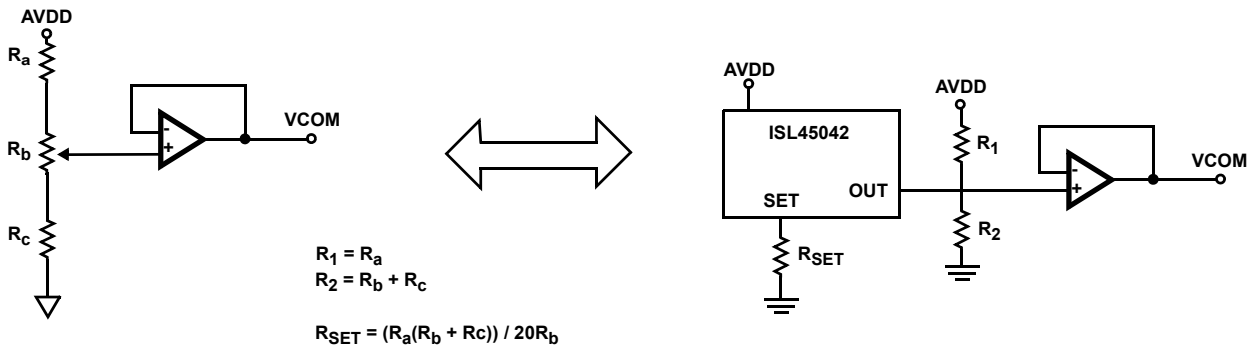 AVDD
Ra
Rb
Rc
-
+
VCOM
R1 = Ra
R2 = Rb + Rc
RSET = (Ra(Rb + Rc)) / 20Rb
AVDD
ISL45042
SET
OUT
RSET
AVDD
R1
R2
-
+
VCOM